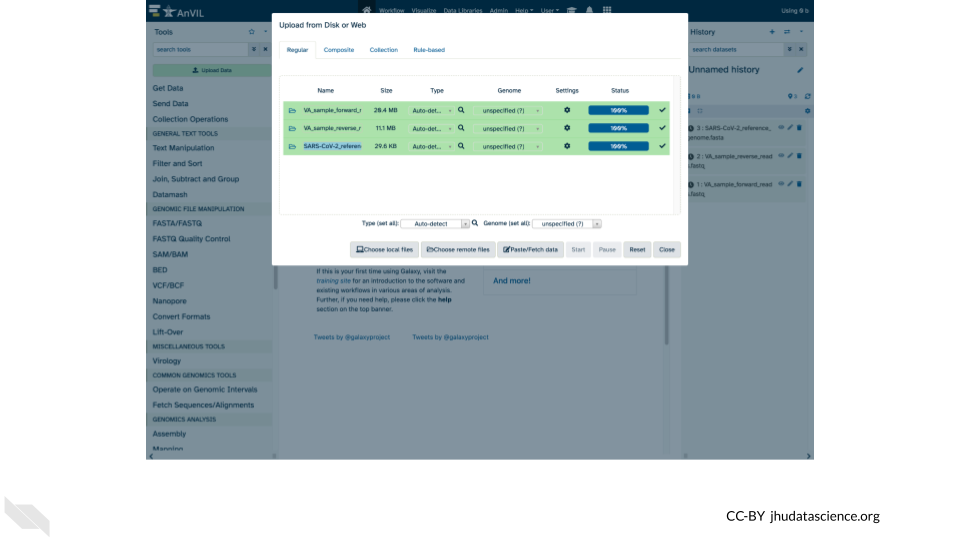 AnVIL
Workflow Visualize Data Libraries Admin Help User
Using 0 b
Tools
search tools
Upload Data
Get Data
Send Data
Collection Operations
GENERAL TEXT TOOLS
Text Manipulation
Filter and Sort
Join, Subtract and Group
Datamash
GENOMIC FILE MANIPULATION
FASTA/FASTQ
FASTQ Quality Control
SAM/BAM
BED
VCF/BCF
Nanopore
Convert Formats
Lift-Over
MISCELLANEOUS TOOLS
Virology
COMMON GENOMICS TOOLS
Operate on Genomic Intervals
Fetch Sequences/Alignments
GENOMICS ANALYSIS
Assembly
Mapping
Upload from Disk or Web
Regular Composite Collection Rule-based
Name Size Type Genome Settings Status
VA_sample_forward_r 20.4 MB Auto-det... unspecified (?) 100%
VA_sample_reverse_r 11.1 MB Auto-det... unspecified (?) 100%
SARS-CoV-2_referen 29.6 KB Auto-det... unspecified (?) 100%
Type (set all): Auto-detect Genome (set all): unspecified (?)
Choose local files Choose remote files Paste/Fetch data Start Pause Reset Close
If this is your first time using Galaxy, visit the
training site for an introduction to the software and
existing workflows in various areas of analysis.
Further, if you need help, please click the help
section on the top banner.
And more!
Tweets by @galaxyproject Tweets by @galaxyproject
History
search datasets
Unnamed history
3 : SARS-CoV-2_reference_
genome.fasta
2 : VA_sample_reverse_read
s.fastq
1 : VA_sample_forward_read
s.fastq
CC-BY jhudatascience.org